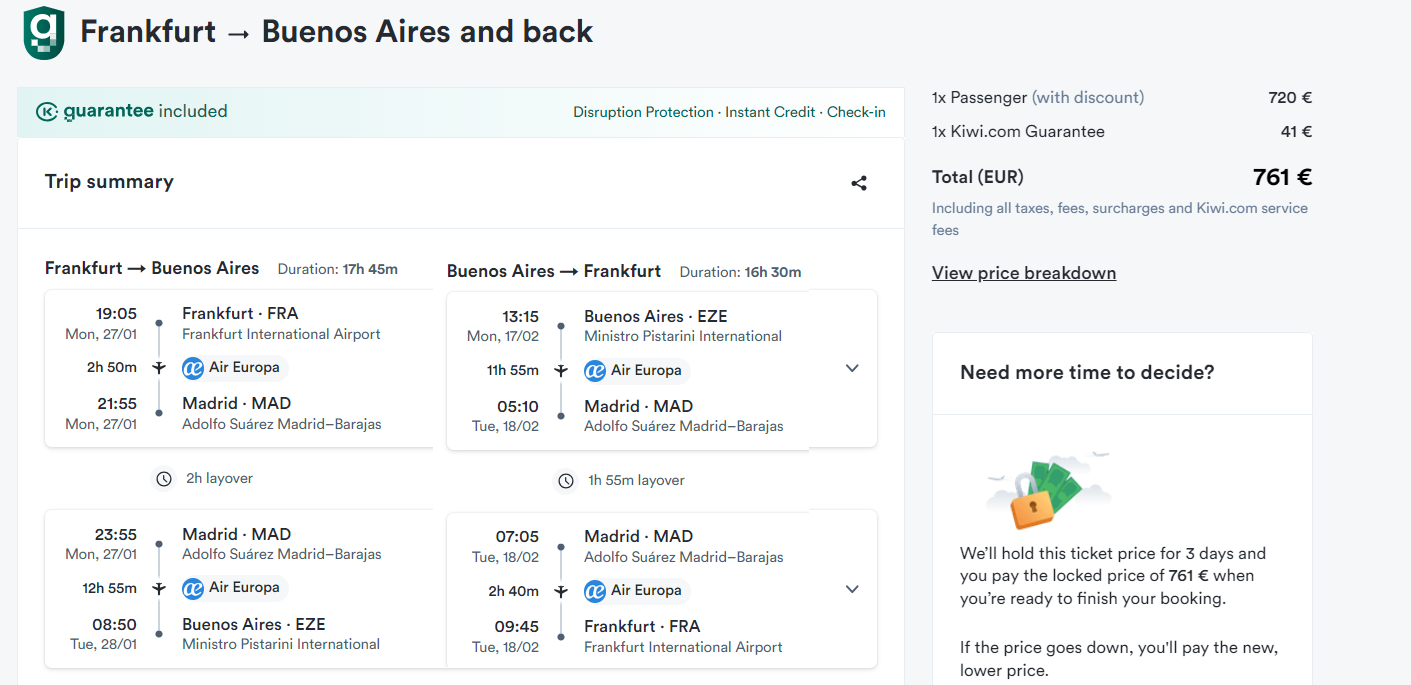 g
Frankfurt → Buenos Aires and back
K guarantee included
Disruption Protection · Instant Credit · Check-in
Trip summary
Frankfurt → Buenos Aires Duration: 17h 45m
19:05 Frankfurt · FRA
Mon, 27/01 Frankfurt International Airport
2h 50m æ Air Europa
21:55 Madrid · MAD
Mon, 27/01 Adolfo Suárez Madrid–Barajas
2h layover
23:55 Madrid · MAD
Mon, 27/01 Adolfo Suárez Madrid–Barajas
12h 55m æ Air Europa
08:50 Buenos Aires · EZE
Tue, 28/01 Ministro Pistarini International
Buenos Aires → Frankfurt Duration: 16h 30m
13:15 Buenos Aires · EZE
Mon, 17/02 Ministro Pistarini International
11h 55m æ Air Europa
05:10 Madrid · MAD
Tue, 18/02 Adolfo Suárez Madrid–Barajas
1h 55m layover
07:05 Madrid · MAD
Tue, 18/02 Adolfo Suárez Madrid–Barajas
2h 40m æ Air Europa
09:45 Frankfurt · FRA
Tue, 18/02 Frankfurt International Airport
1x Passenger (with discount) 720 €
1x Kiwi.com Guarantee 41 €
Total (EUR) 761 €
Including all taxes, fees, surcharges and Kiwi.com service
fees
View price breakdown
Need more time to decide?
We’ll hold this ticket price for 3 days and
you pay the locked price of 761 € when
you’re ready to finish your booking.
If the price goes down, you'll pay the new,
lower price.